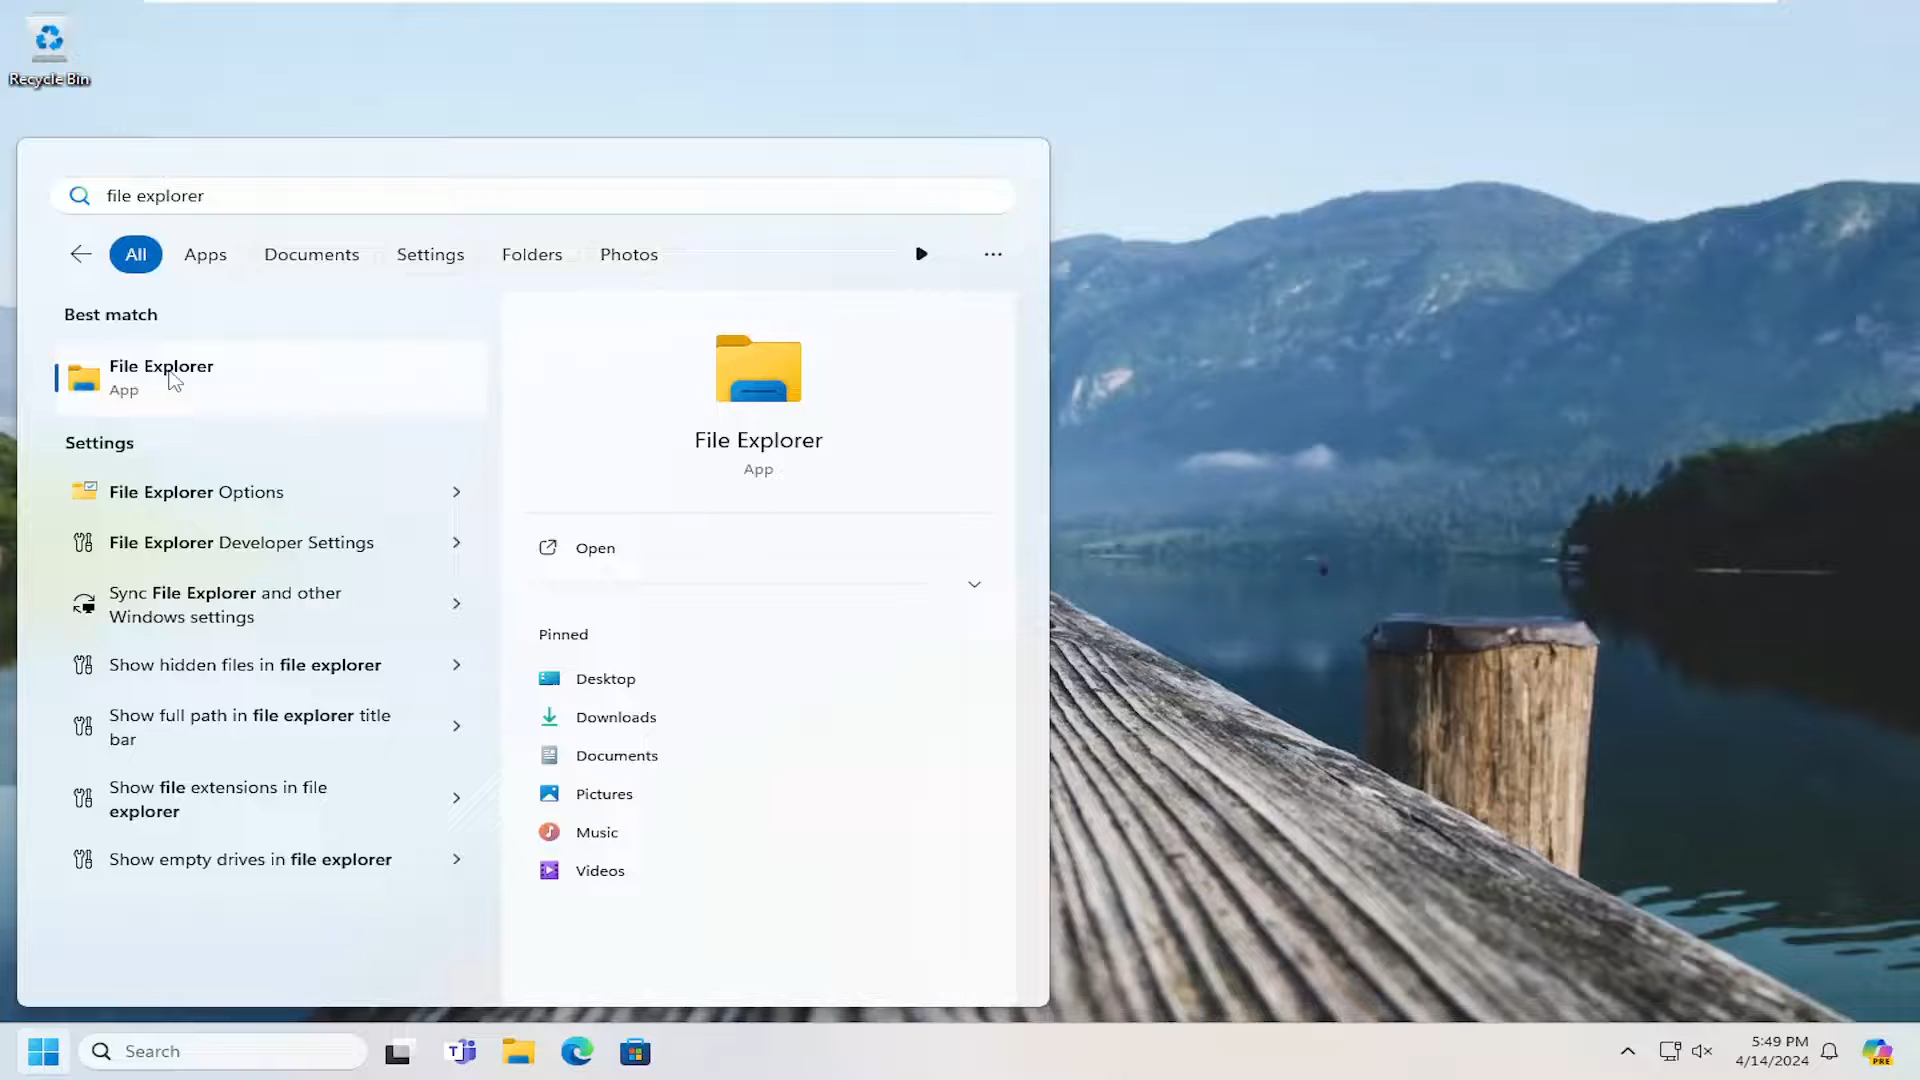 Recycle Bin
file explorer
All Apps Documents Settings Folders Photos
Best match
File Explorer
App
Settings
File Explorer Options
File Explorer Developer Settings
Sync File Explorer and other
Windows settings
Show hidden files in file explorer
Show full path in file explorer title
bar
Show file extensions in file
explorer
Show empty drives in file explorer
File Explorer
App
Open
Pinned
Desktop
Downloads
Documents
Pictures
Music
Videos
Search
T
5:49 PM
4/14/2024
PRE